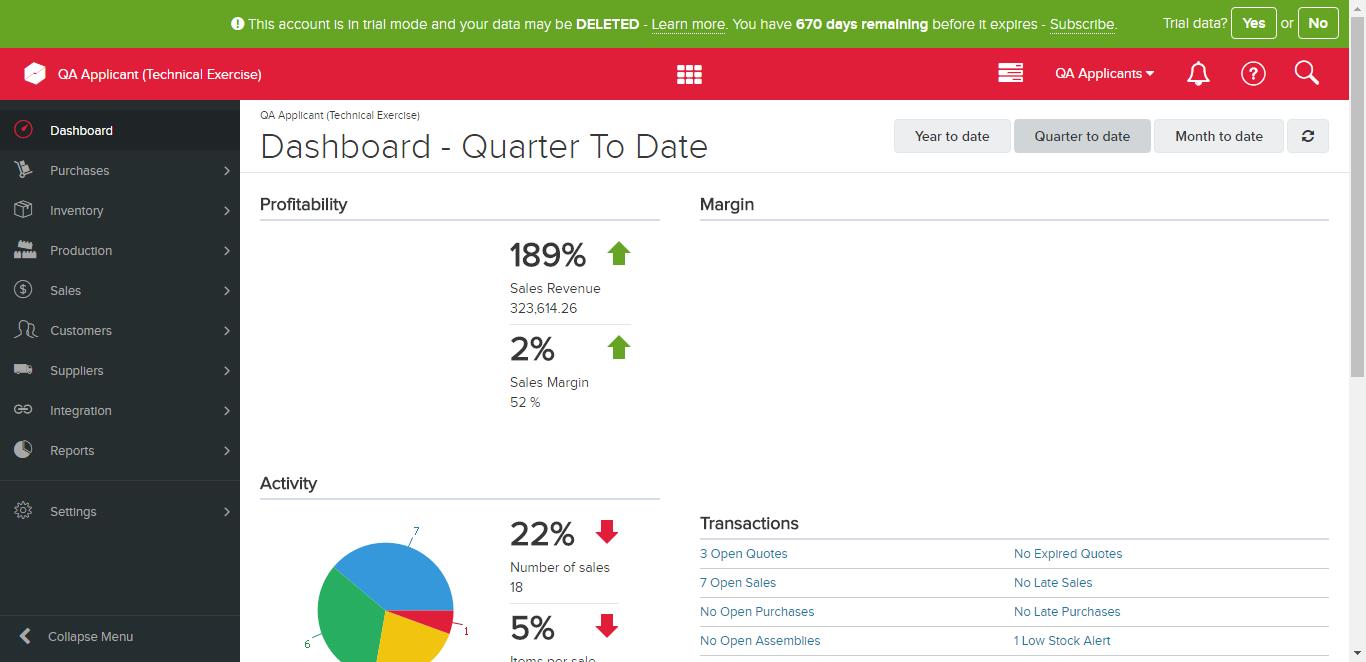 This account is in trial mode and your data may be DELETED - Learn more. You have 670 days remaining before it expires - Subscribe.
Trial data? Yes or No
QA Applicant (Technical Exercise)
QA Applicants
Dashboard
Purchases
Inventory
Production
Sales
Customers
Suppliers
Integration
Reports
Settings
Collapse Menu
QA Applicant (Technical Exercise)
Dashboard - Quarter To Date
Year to date
Quarter to date
Month to date
Profitability
189%
Sales Revenue
323,614.26
2%
Sales Margin
52 %
Margin
Activity
7
6
1
22%
Number of sales
18
5%
Items per sale
Transactions
3 Open Quotes
No Expired Quotes
7 Open Sales
No Late Sales
No Open Purchases
No Late Purchases
No Open Assemblies
1 Low Stock Alert